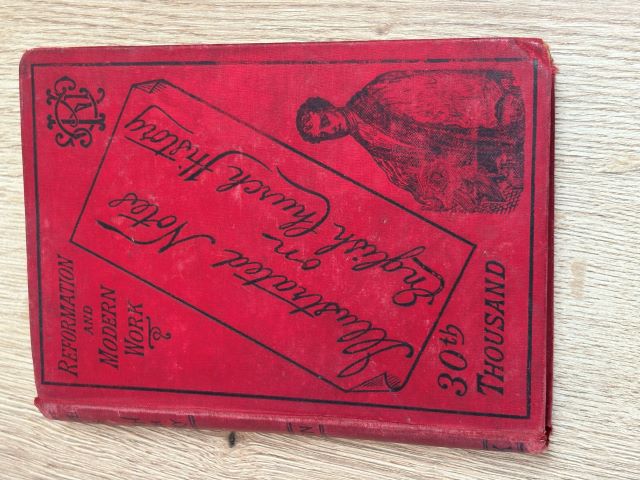 REFORMATION
AND
MODERN
WORK
Illustrated Notes
on
English Church History
30th
THOUSAND